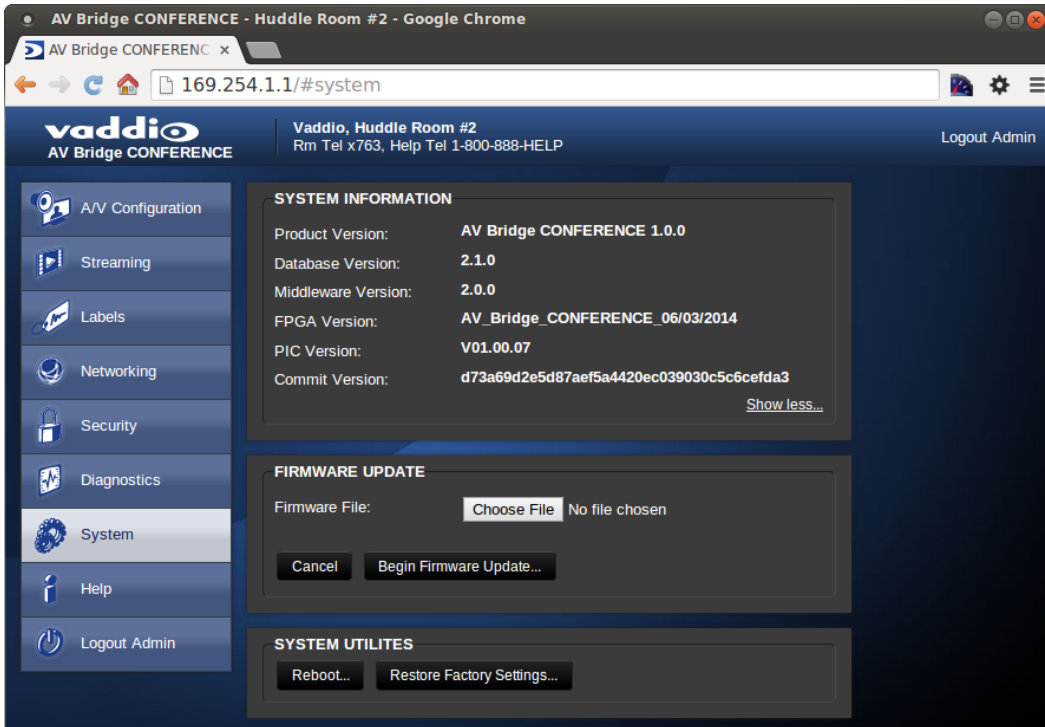 AV Bridge CONFERENCE - Huddle Room #2 - Google Chrome
AV Bridge CONFERENC ×
169.254.1.1/#system
vaddio
AV Bridge CONFERENCE
Vaddio, Huddle Room #2
Rm Tel x763, Help Tel 1-800-888-HELP
Logout Admin
A/V Configuration
Streaming
Labels
Networking
Security
Diagnostics
System
Help
Logout Admin
SYSTEM INFORMATION
Product Version: AV Bridge CONFERENCE 1.0.0
Database Version: 2.1.0
Middleware Version: 2.0.0
FPGA Version: AV_Bridge_CONFERENCE_06/03/2014
PIC Version: V01.00.07
Commit Version: d73a69d2e5d87aef5a4420ec039030c5c6cefda3
Show less...
FIRMWARE UPDATE
Firmware File: Choose File No file chosen
Cancel Begin Firmware Update...
SYSTEM UTILITES
Reboot... Restore Factory Settings...